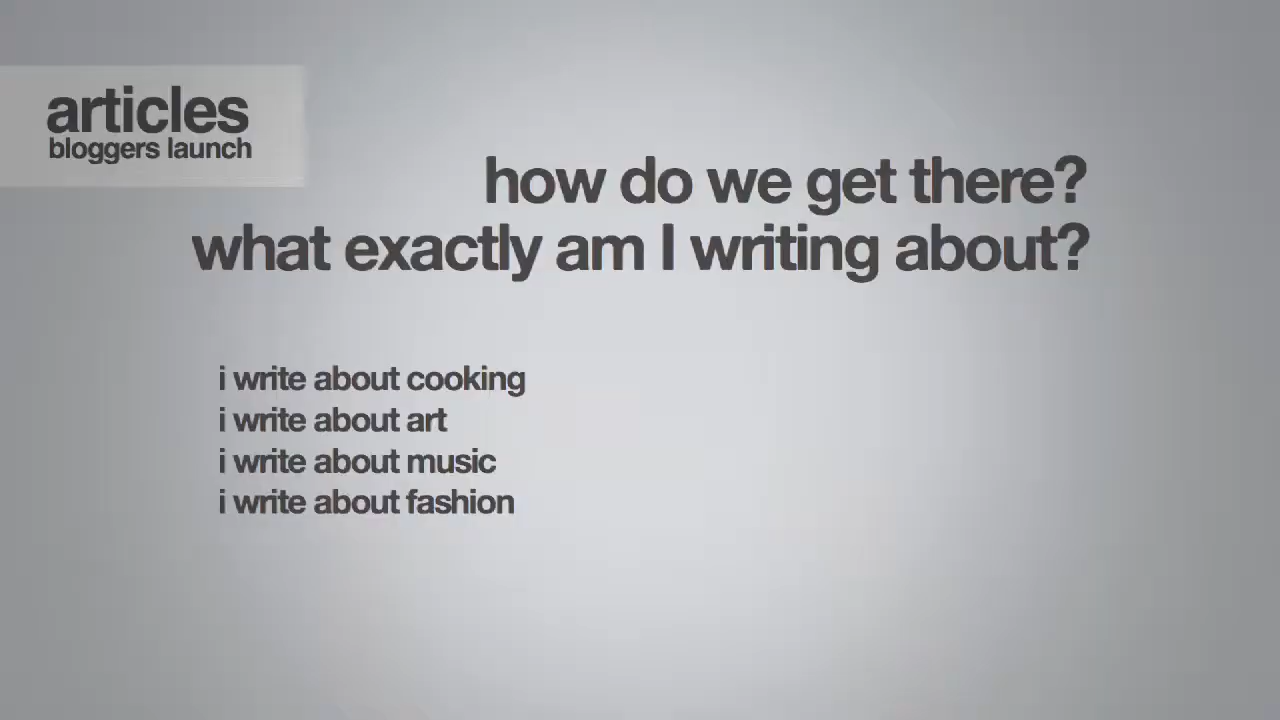 articles
bloggers launch
how do we get there?
what exactly am I writing about?
i write about cooking
i write about art
i write about music
i write about fashion